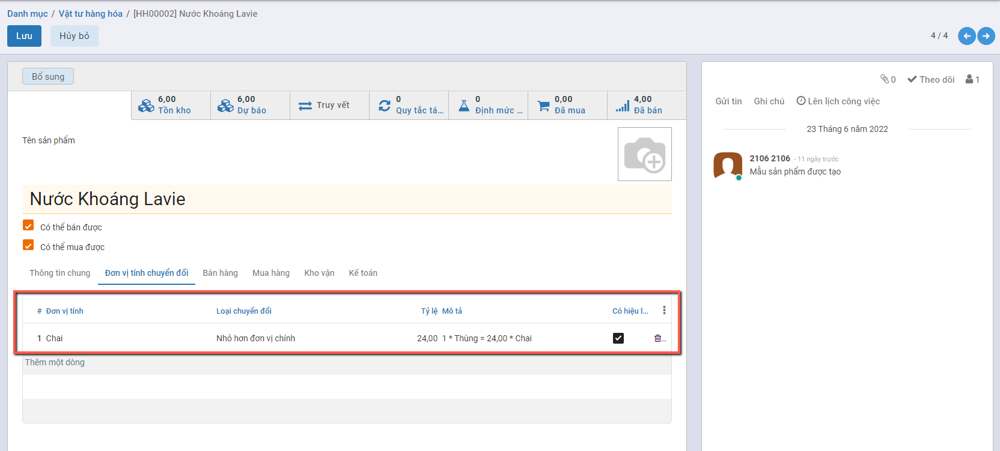 Danh mục / Vật tư hàng hóa / [HH00002] Nước Khoáng Lavie
Lưu Hủy bỏ 4 / 4
Bổ sung
6,00 Tồn kho
6,00 Dự báo
Truy vết
0 Quy tắc tá...
0 Định mức ...
0,00 Đã mua
4,00 Đã bán
Tên sản phẩm
Nước Khoáng Lavie
Có thể bán được
Có thể mua được
Thông tin chung Đơn vị tính chuyển đổi Bán hàng Mua hàng Kho vận Kế toán
# Đơn vị tính Loại chuyển đổi Tỷ lệ Mô tả Có hiệu l...
1 Chai Nhỏ hơn đơn vị chính 24,00 1 * Thùng = 24,00 * Chai ...
Thêm một dòng
0 Theo dõi 1
Gửi tin Ghi chú Lên lịch công việc
23 Tháng 6 năm 2022
2106 2106 - 11 ngày trước
Mẫu sản phẩm được tạo